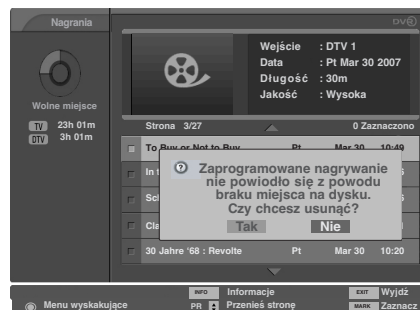 Nagrania
DVR
Wolne miejsce
TV 23h 01m
DTV 3h 01m
Wejście : DTV 1
Data : Pt Mar 30 2007
Długość : 30m
Jakość : Wysoka
Strona 3/27
0 Zaznaczono
To Buy or Not to Buy Pt Mar 30 10:49
Zaprogramowane nagrywanie
nie powiodło się z powodu
braku miejsca na dysku.
Czy chcesz usunąć?
Tak Nie
30 Jahre '68 : Revolte Pt Mar 30 10:20
Menu wyskakujące
INFO Informacje
PR Przenieś stronę
EXIT Wyjdź
MARK Zaznacz